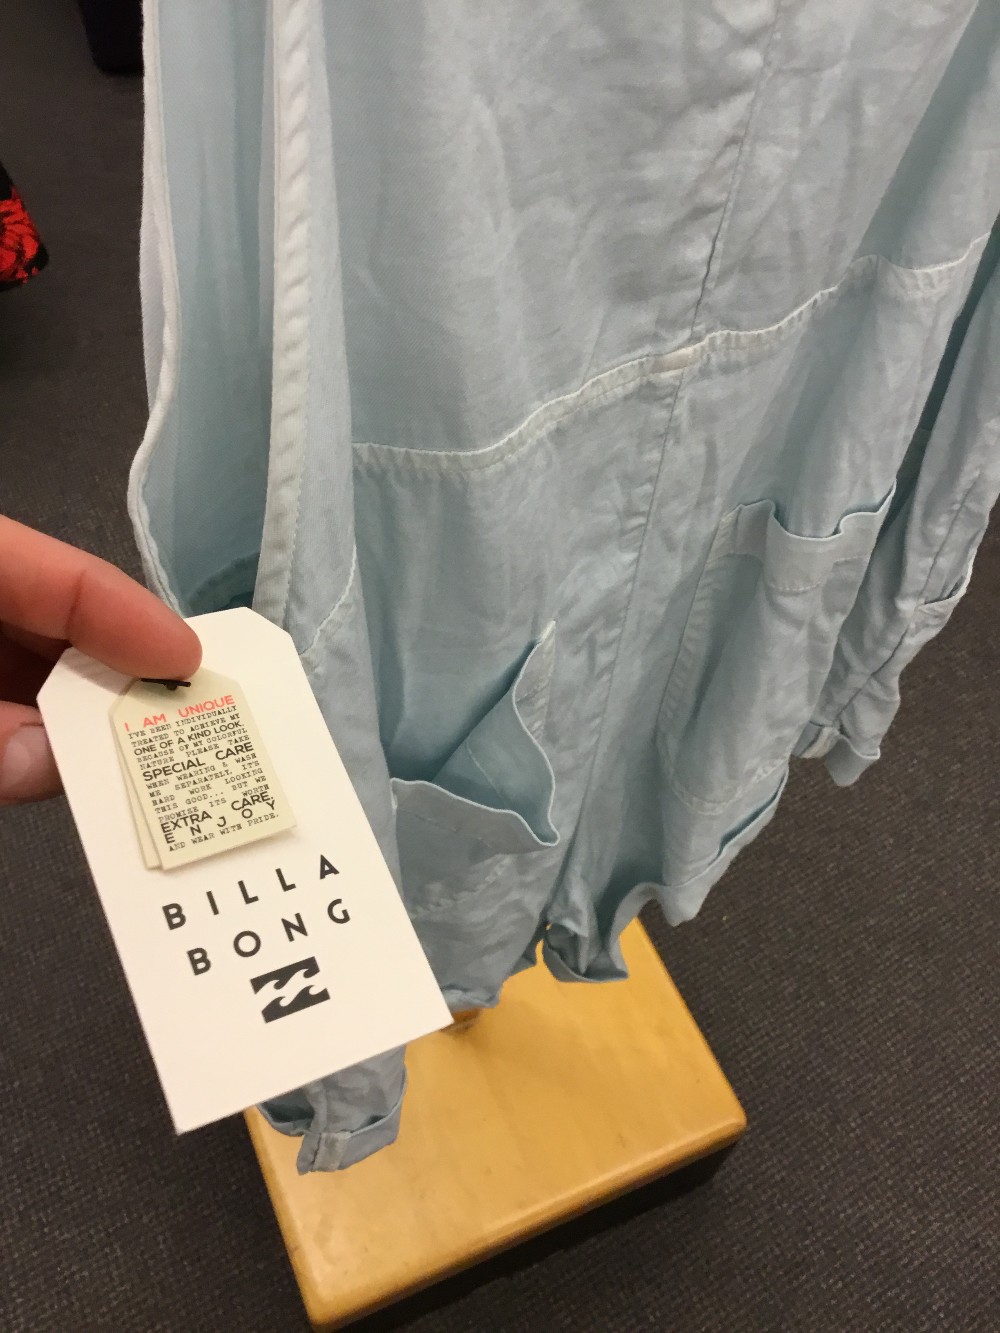 I AM UNIQUE
I'VE BEEN INDIVIDUALLY
TREATED TO ACHIEVE MY
ONE OF A KIND LOOK.
BECAUSE OF MY COLORFUL
NATURE PLEASE TAKE
SPECIAL CARE
WHEN WEARING & WASH
ME SEPARATELY, IT'S
HARD WORK LOOKING
THIS GOOD... BUT WE
PROMISE ITS WORTH
EXTRA CARE.
ENJOY
AND WEAR WITH PRIDE.
BILLA
BONG